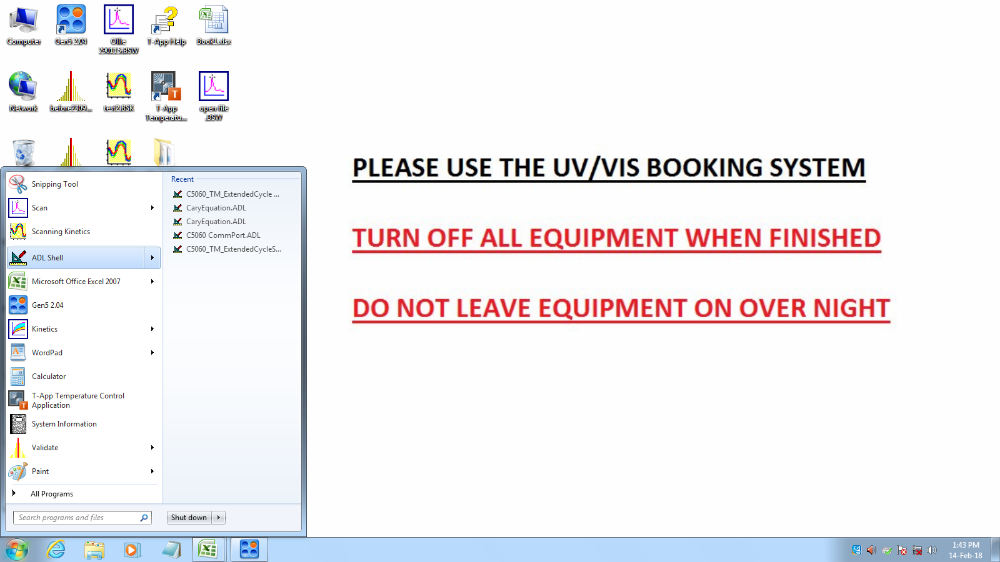 Computer
Gen5 2.04
Ollie 290115.BSW
T-App Help
Book1.xlsx
Network
before2309...
test2.BSK
T-App Temperatu...
open file .BSW
PLEASE USE THE UV/VIS BOOKING SYSTEM
TURN OFF ALL EQUIPMENT WHEN FINISHED
DO NOT LEAVE EQUIPMENT ON OVER NIGHT
Snipping Tool
Scan
Scanning Kinetics
ADL Shell
Microsoft Office Excel 2007
Gen5 2.04
Kinetics
WordPad
Calculator
T-App Temperature Control
Application
System Information
Validate
Paint
All Programs
Search programs and files
Recent
C5060_TM_ExtendedCycle ...
CaryEquation.ADL
CaryEquation.ADL
C5060 CommPort.ADL
C5060_TM_ExtendedCycleS...
Shut down
1:43 PM
14-Feb-18